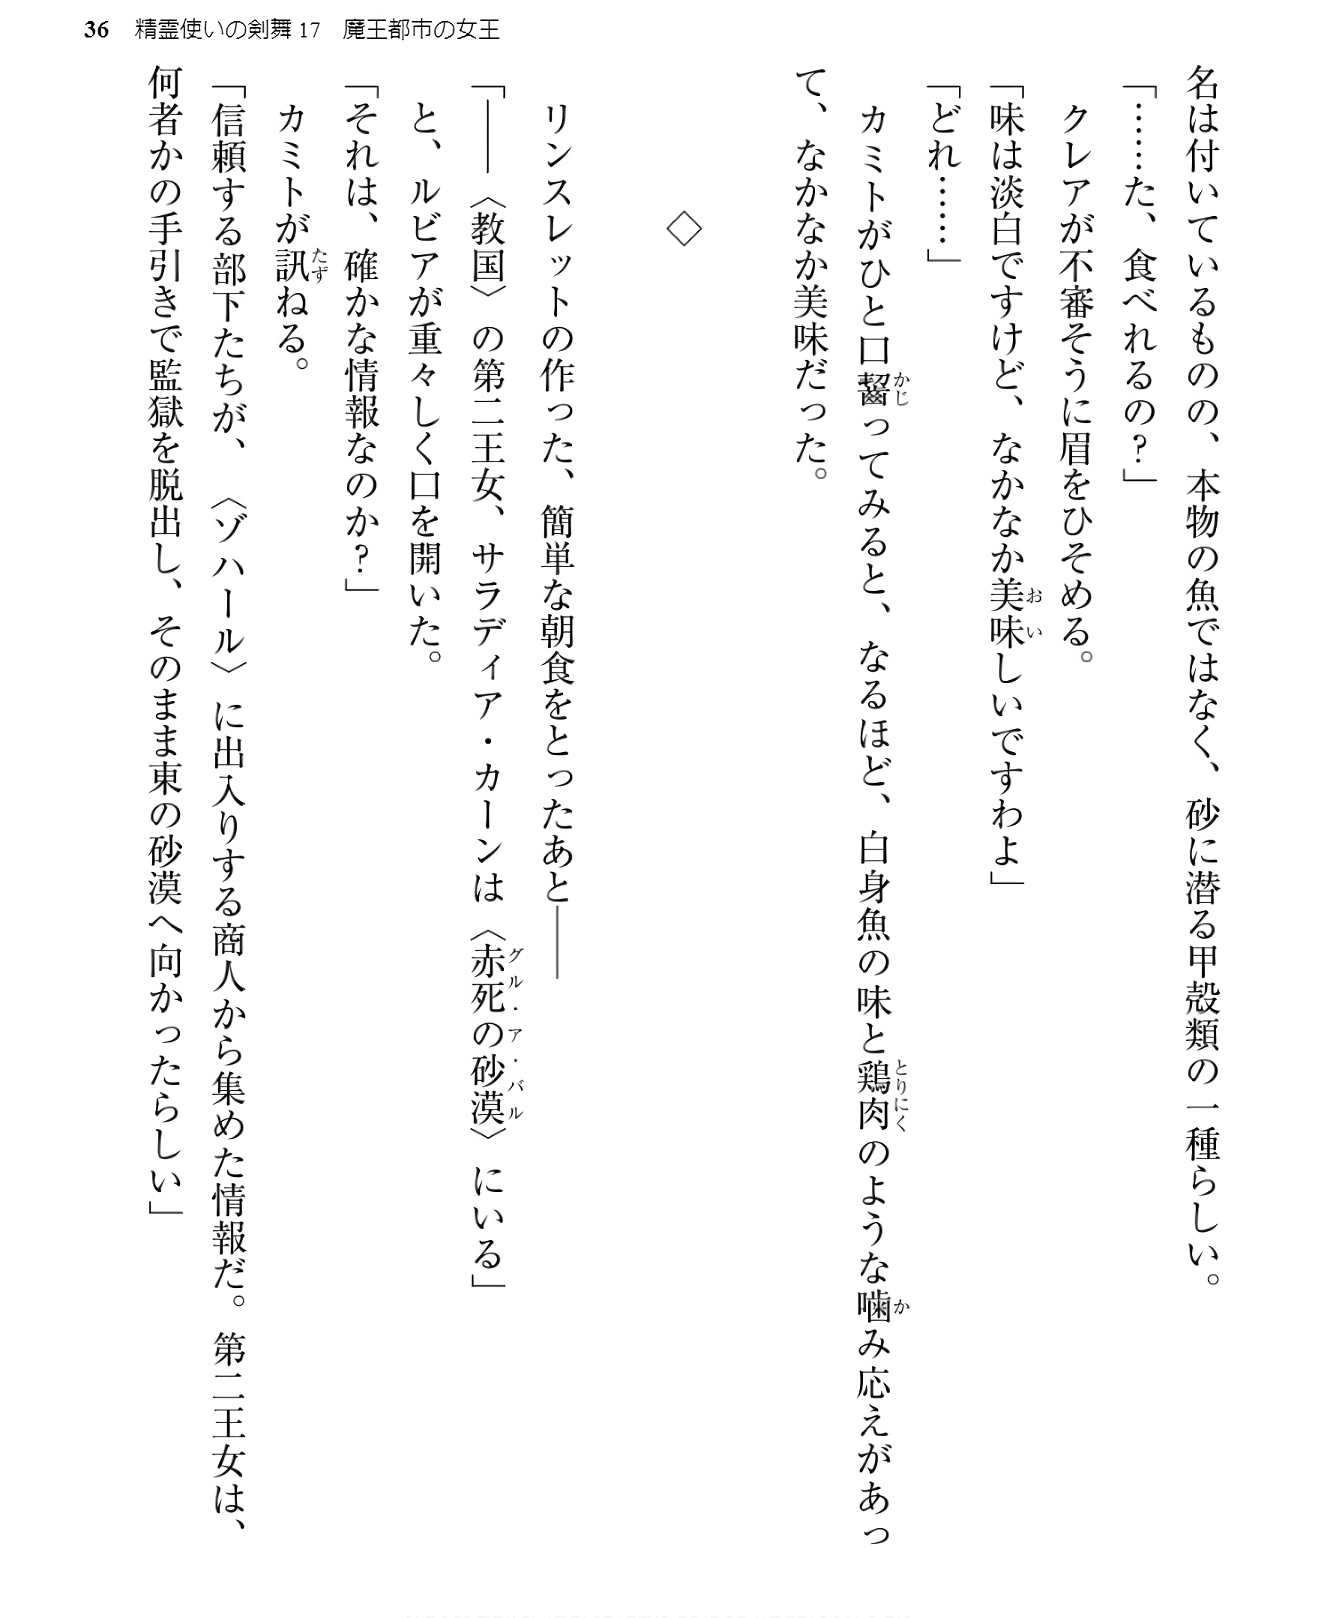 36 精霊使いの剣舞17 魔王都市の女王
名は付いているものの、本物の魚ではなく、砂に潜る甲殻類の一種らしい。
「……た、食べれるの？」
クレアが不審そうに眉をひそめる。
「味は淡白ですけど、なかなか美味しいですわよ」
「どれ……」
カミトがひと口齧ってみると、なるほど、白身魚の味と鶏肉のような噛み応えがあっ
て、なかなか美味だった。
◇
リンスレットの作った、簡単な朝食をとったあと――
「――〈教国〉の第二王女、サラディア・カーンは〈赤死の砂漠〉にいる」
と、ルビアが重々しく口を開いた。
「それは、確かな情報なのか？」
カミトが訊ねる。
「信頼する部下たちが、〈ゾハール〉に出入りする商人から集めた情報だ。第二王女は、
何者かの手引きで監獄を脱出し、そのまま東の砂漠へ向かったらしい」